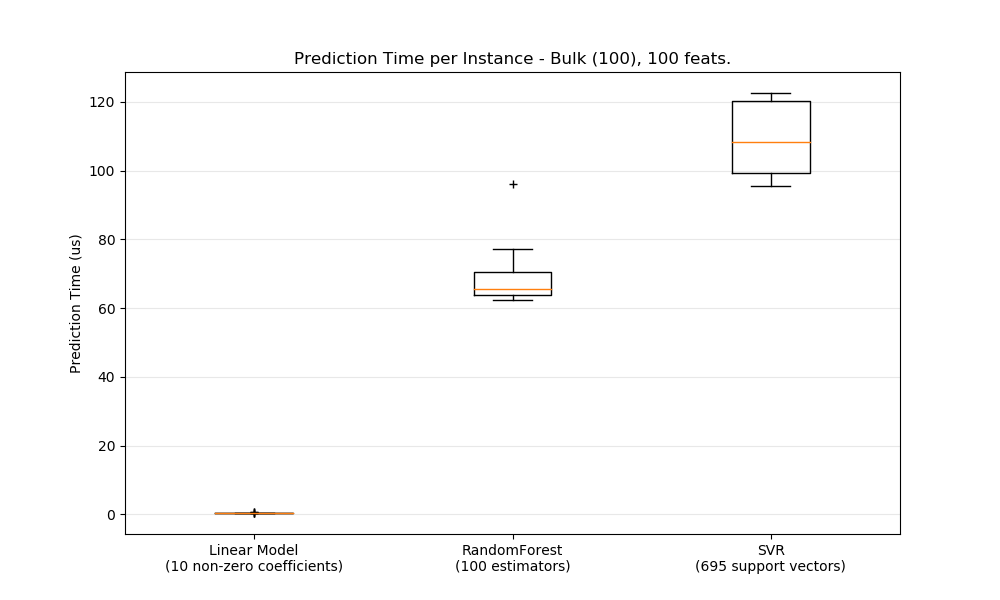 Prediction Time per Instance - Bulk (100), 100 feats.
Prediction Time (us)
120
100
80
60
40
20
0
Linear Model
(10 non-zero coefficients)
RandomForest
(100 estimators)
SVR
(695 support vectors)